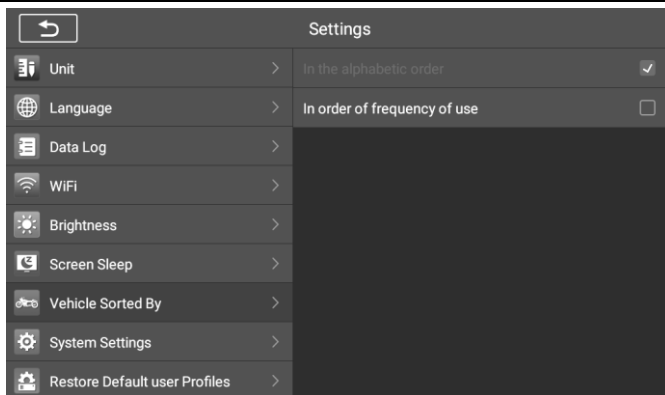 Settings
Unit
In the alphabetic order
Language
In order of frequency of use
Data Log
WiFi
Brightness
Screen Sleep
Vehicle Sorted By
System Settings
Restore Default user Profiles